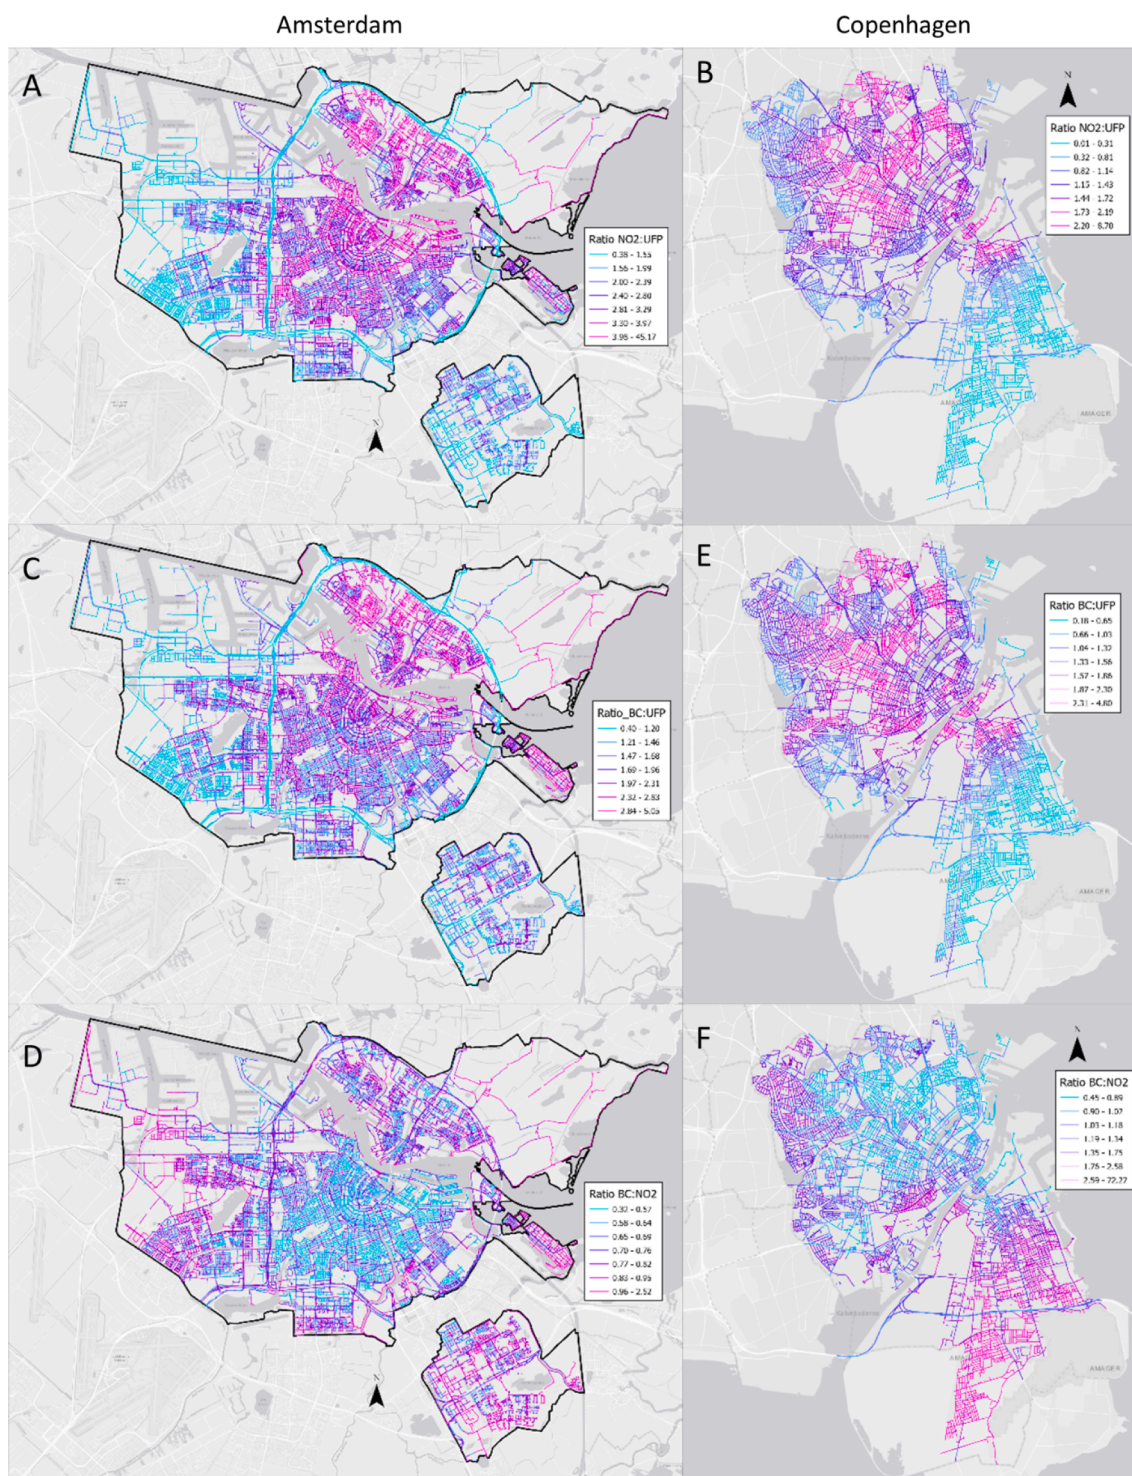 Amsterdam
Copenhagen
A
B
N
Ratio NO2:UFP
0.01 - 0.31
0.32 - 0.81
0.82 - 1.14
1.15 - 1.43
1.44 - 1.72
1.73 - 2.19
2.20 - 6.70
Ratio NO2:UFP
0.38 - 1.55
1.56 - 1.99
2.00 - 2.39
2.40 - 2.80
2.81 - 3.29
3.30 - 3.97
3.98 - 45.17
N
AMAGER
C
E
Ratio BC:UFP
0.18 - 0.65
0.66 - 1.03
1.04 - 1.32
1.33 - 1.56
1.57 - 1.86
1.87 - 2.30
2.31 - 4.80
Ratio_BC:UFP
0.40 - 1.20
1.21 - 1.46
1.47 - 1.68
1.69 - 1.96
1.97 - 2.31
2.32 - 2.83
2.84 - 5.05
AMAGER
D
F
N
Ratio BC:NO2
0.45 - 0.89
0.90 - 1.02
1.03 - 1.18
1.19 - 1.34
1.35 - 1.75
1.76 - 2.58
Ratio BC:NO2
0.32 - 0.57
0.58 - 0.64
0.65 - 0.69
0.70 - 0.76
0.77 - 0.82
0.83 - 0.95
0.96 - 2.52
N
AMAGER